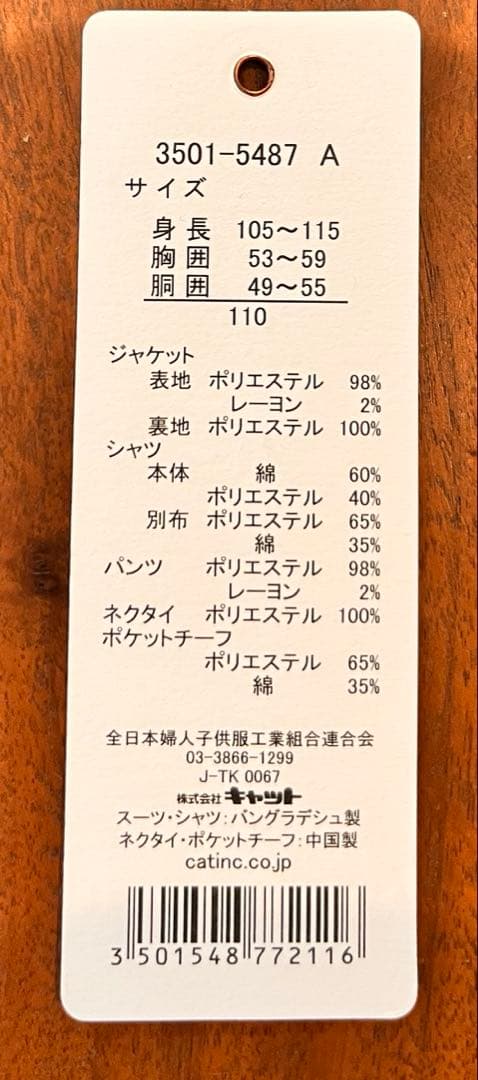 3501-5487 A
サイズ
身長 105～115
胸囲 53～59
胴囲 49～55
110
ジャケット
表地 ポリエステル 98%
レーヨン 2%
裏地 ポリエステル 100%
シャツ
本体 綿 60%
ポリエステル 40%
別布 ポリエステル 65%
綿 35%
パンツ ポリエステル 98%
レーヨン 2%
ネクタイ ポリエステル 100%
ポケットチーフ
ポリエステル 65%
綿 35%
全日本婦人子供服工業組合連合会
03-3866-1299
J-TK 0067
株式会社 キャット
スーツ・シャツ：バングラデシュ製
ネクタイ・ポケットチーフ：中国製
catinc.co.jp
3 501548 772116